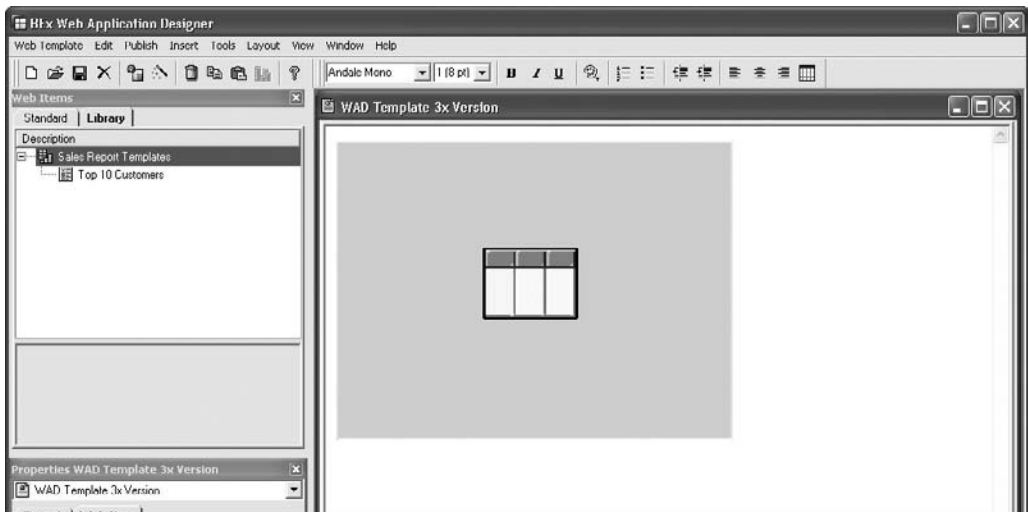 BEx Web Application Designer
Web Template Edit Publish Insert Tools Layout View Window Help
Andale Mono 1 (8 pt) B I U
Web Items
Standard Library
Description
Sales Report Templates
Top 10 Customers
WAD Template 3x Version
Properties WAD Template 3x Version
WAD Template 3x Version